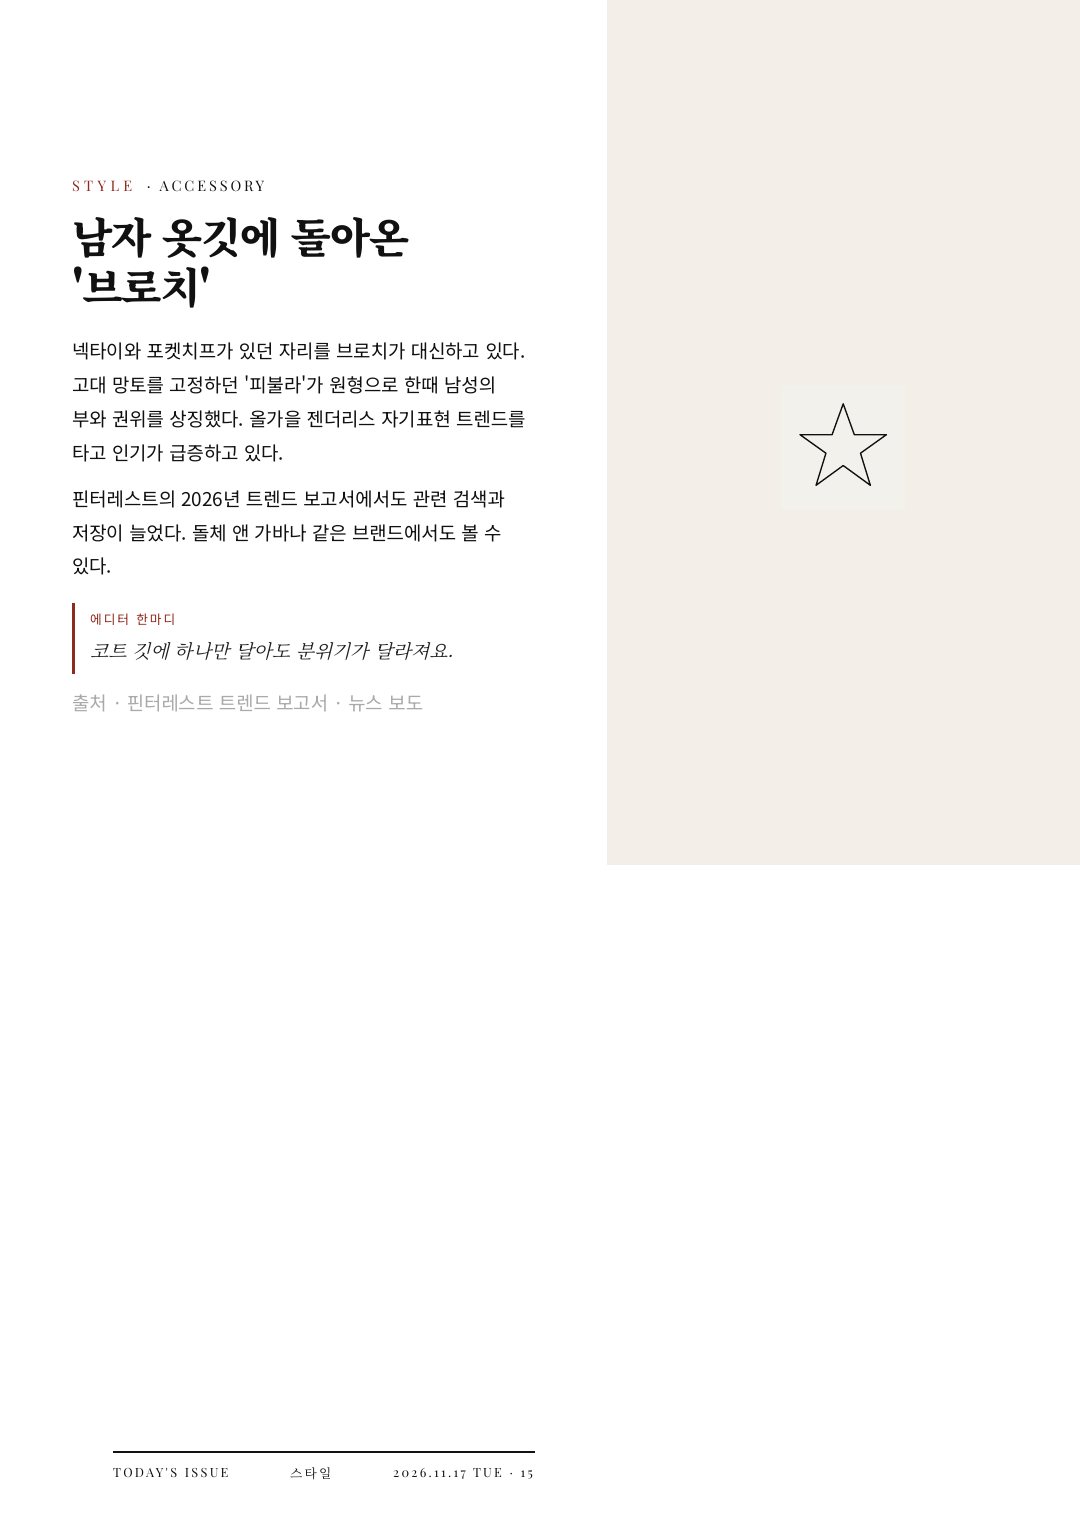 STYLE · ACCESSORY
남자 옷깃에 돌아온
'브로치'
넥타이와 포켓치프가 있던 자리를 브로치가 대신하고 있다.
고대 망토를 고정하던 '피불라'가 원형으로 한때 남성의
부와 권위를 상징했다. 올가을 젠더리스 자기표현 트렌드를
타고 인기가 급증하고 있다.
핀터레스트의 2026년 트렌드 보고서에서도 관련 검색과
저장이 늘었다. 돌체 앤 가바나 같은 브랜드에서도 볼 수
있다.
에디터 한마디
코트 깃에 하나만 달아도 분위기가 달라져요.
출처 · 핀터레스트 트렌드 보고서 · 뉴스 보도
TODAY'S ISSUE 스타일 2026.11.17 TUE · 15